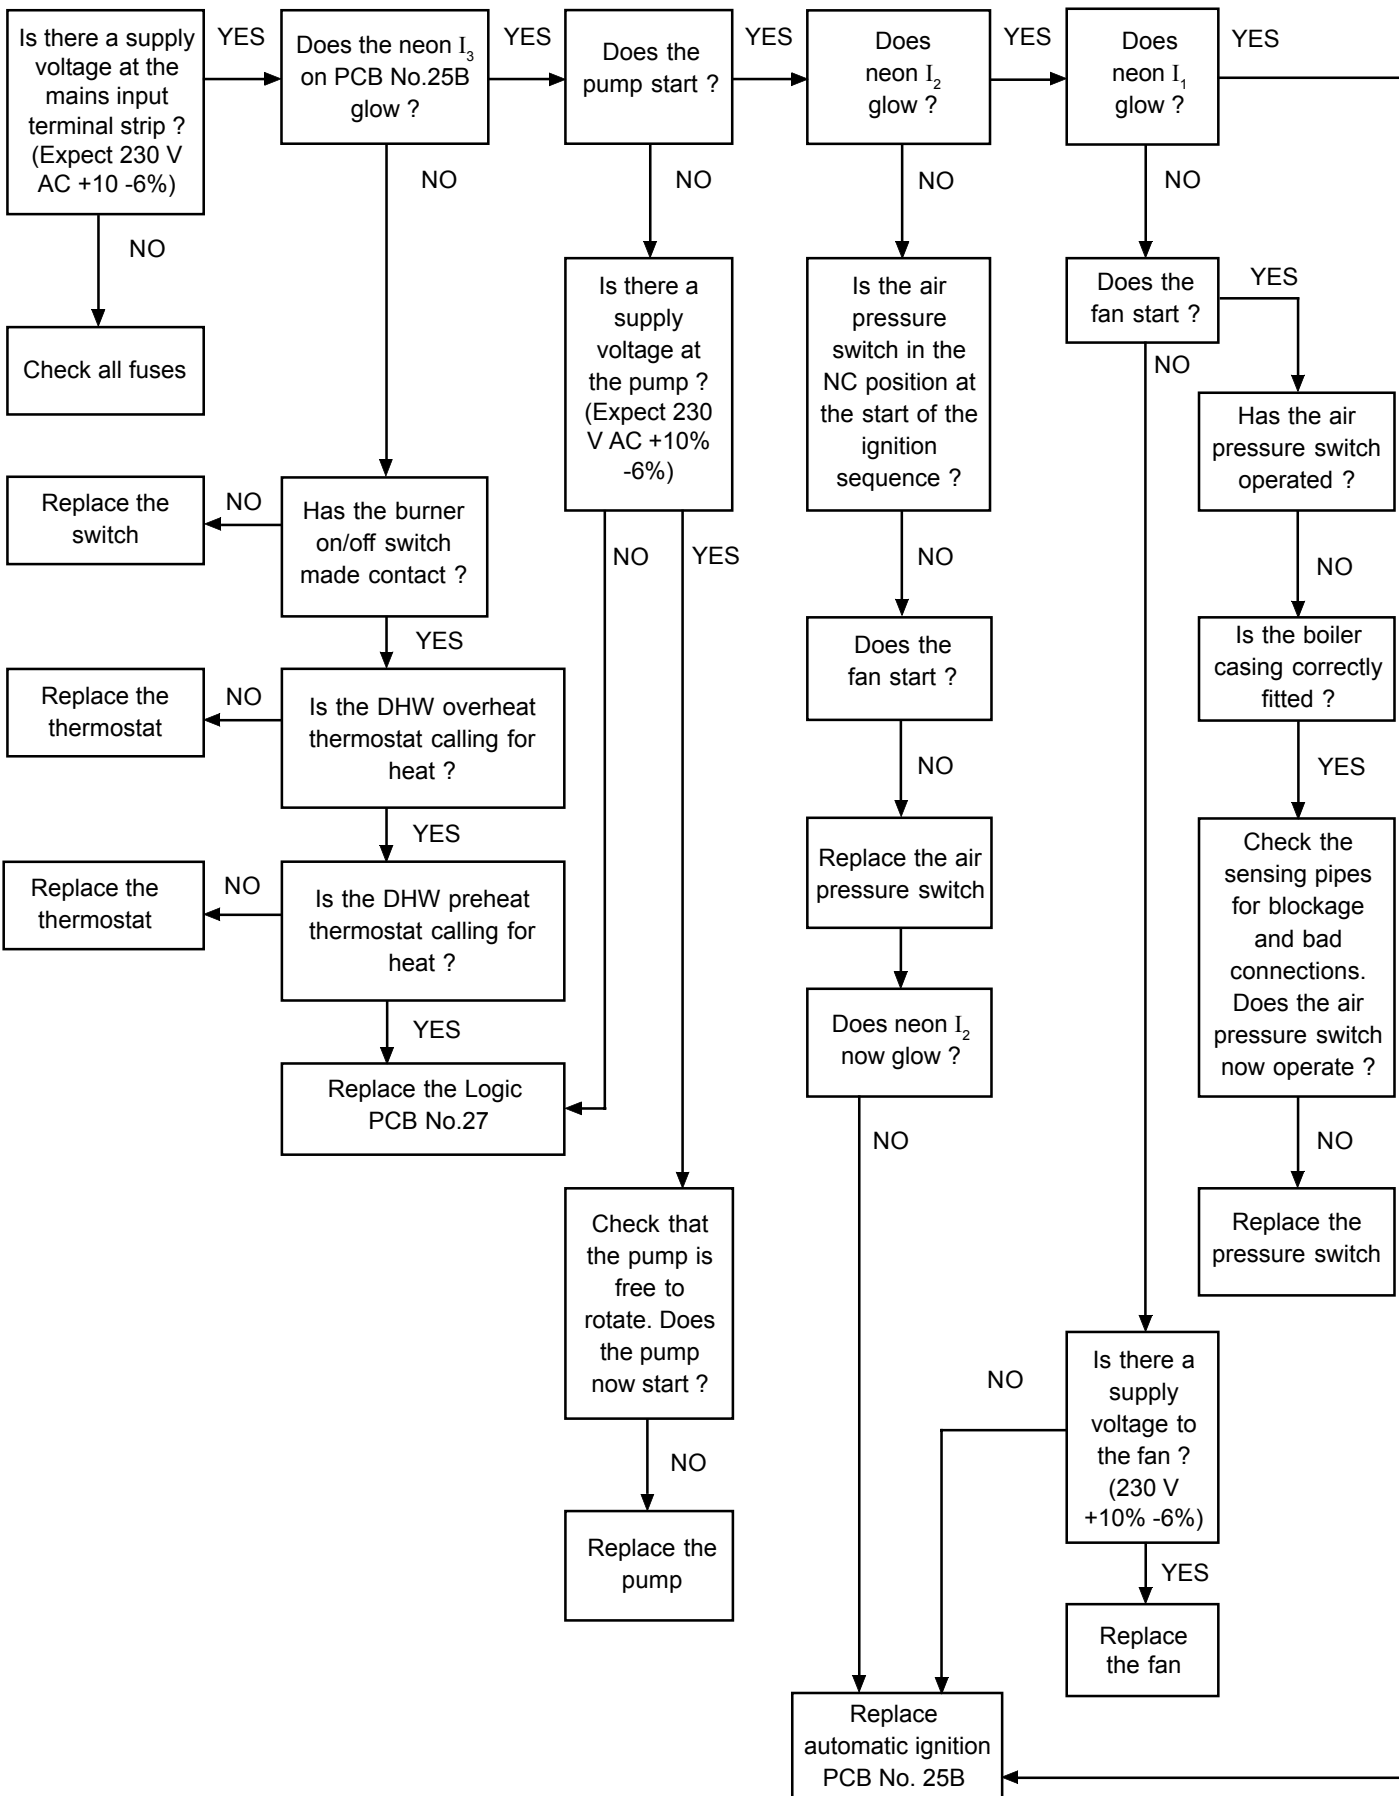 Is there a supply
voltage at the
mains input
terminal strip ?
(Expect 230 V
AC +10 -6%)
YES
Does the neon I₃
on PCB No.25B
glow ?
YES
Does the
pump start ?
YES
Does
neon I₂
glow ?
YES
Does
neon I₁
glow ?
YES
NO
NO
NO
NO
NO
Check all fuses
Is there a
supply
voltage at
the pump ?
(Expect 230
V AC +10%
-6%)
Is the air
pressure
switch in the
NC position at
the start of the
ignition
sequence ?
Does the
fan start ?
YES
NO
Has the air
pressure switch
operated ?
Replace the
switch
NO
Has the burner
on/off switch
made contact ?
NO
YES
NO
NO
YES
Does the
fan start ?
Is the boiler
casing correctly
fitted ?
Replace the
thermostat
NO
Is the DHW overheat
thermostat calling for
heat ?
NO
YES
YES
Replace the air
pressure switch
Check the
sensing pipes
for blockage
and bad
connections.
Does the air
pressure switch
now operate ?
Replace the
thermostat
NO
Is the DHW preheat
thermostat calling for
heat ?
YES
Does neon I₂
now glow ?
Replace the Logic
PCB No.27
NO
NO
Check that
the pump is
free to
rotate. Does
the pump
now start ?
Replace the
pressure switch
NO
Is there a
supply
voltage to
the fan ?
(230 V
+10% -6%)
NO
Replace the
pump
YES
Replace
the fan
Replace
automatic ignition
PCB No. 25B